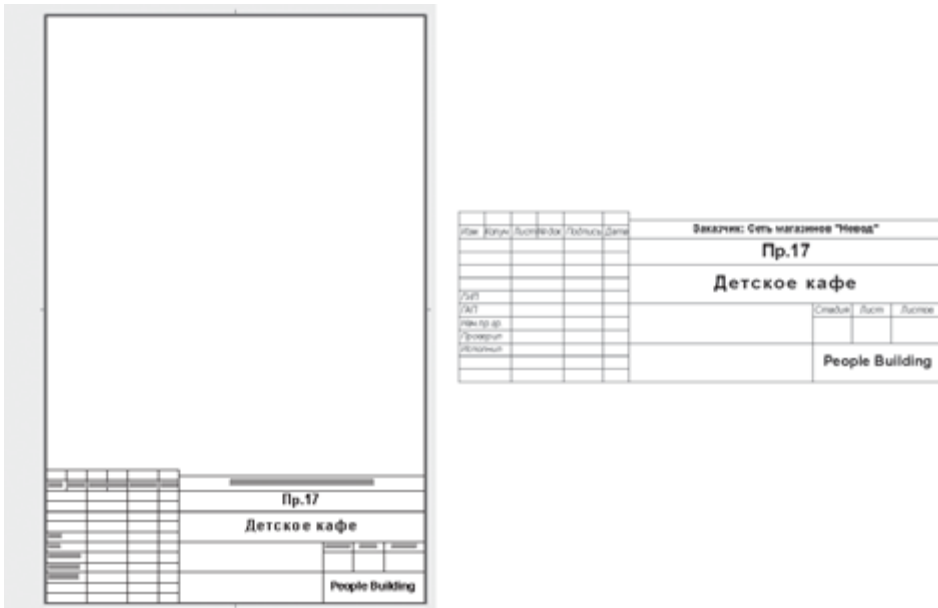 Пр.17
Детское кафе
People Building
Заказчик: Сеть магазинов "Невод"
Изм Кол.уч Лист №док Подпись Дата
Пр.17
Детское кафе
ГИП
ГАП
Стадия Лист Листов
Нач.пр.гр.
Проверил
Исполнил
People Building